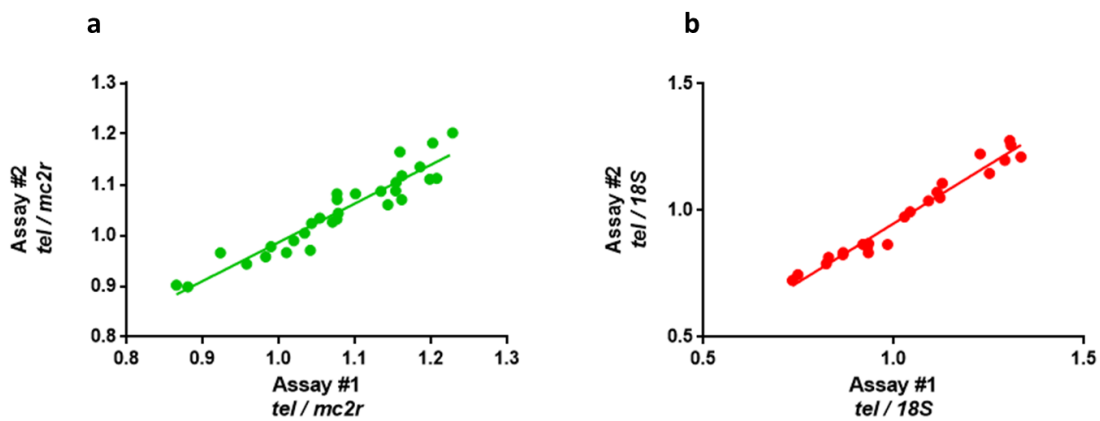 a
b
Assay #2
tel / mc2r
1.3
1.2
1.1
1.0
0.9
0.8
0.8 0.9 1.0 1.1 1.2 1.3
Assay #1
tel / mc2r
Assay #2
tel / 18S
1.5
1.0
0.5
0.5 1.0 1.5
Assay #1
tel / 18S